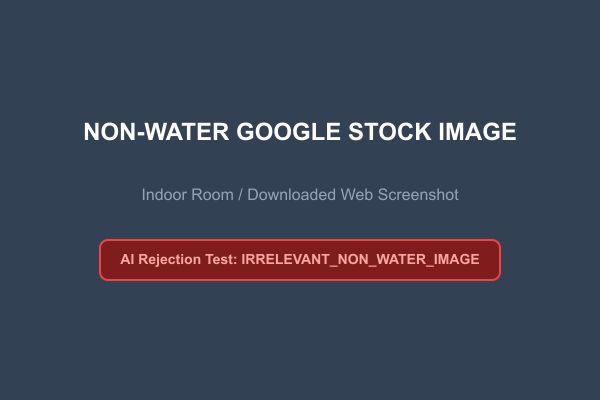 NON-WATER GOOGLE STOCK IMAGE
Indoor Room / Downloaded Web Screenshot
AI Rejection Test: IRRELEVANT_NON_WATER_IMAGE